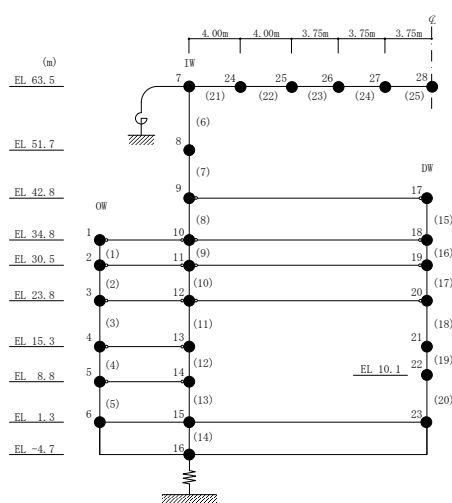 ℄
4.00m 4.00m 3.75m 3.75m 3.75m
(m) IW
EL 63.5 7 24 25 26 27 28
(21) (22) (23) (24) (25)
(6)
EL 51.7 8
(7)
EL 42.8 9 17
DW
OW (8) (15)
EL 34.8 1 10 18
(1) (9) (16)
EL 30.5 2 11 19
(2) (10) (17)
EL 23.8 3 12 20
(3) (11) (18)
EL 15.3 4 13 21
(4) (12) (19)
EL 10.1 22
EL 8.8 5 14
(5) (13) (20)
EL 1.3 6 15 23
(14)
EL -4.7 16